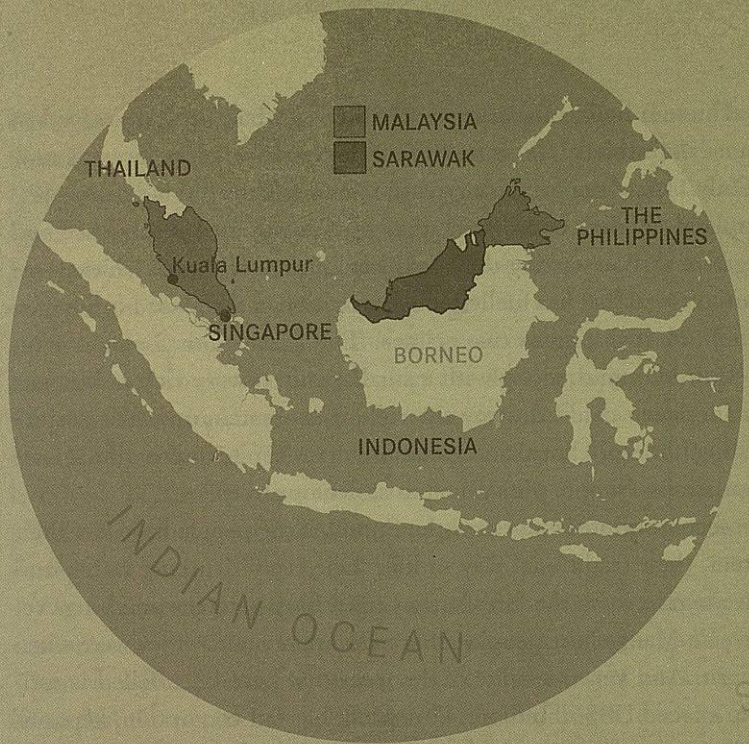 MALAYSIA
SARAWAK
THAILAND
THE
PHILIPPINES
Kuala Lumpur
SINGAPORE
BORNEO
INDONESIA
INDIAN OCEAN